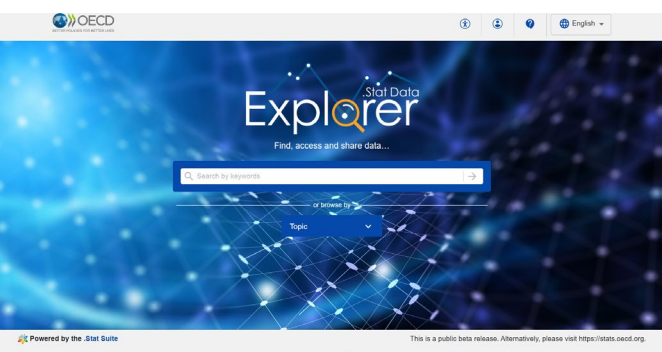 OECD
BETTER POLICIES FOR BETTER LIVES
English
.Stat Data
Explorer
Find, access and share data...
Search by keywords
or browse by
Topic
Powered by the .Stat Suite
This is a public beta release. Alternatively, please visit https://stats.oecd.org.